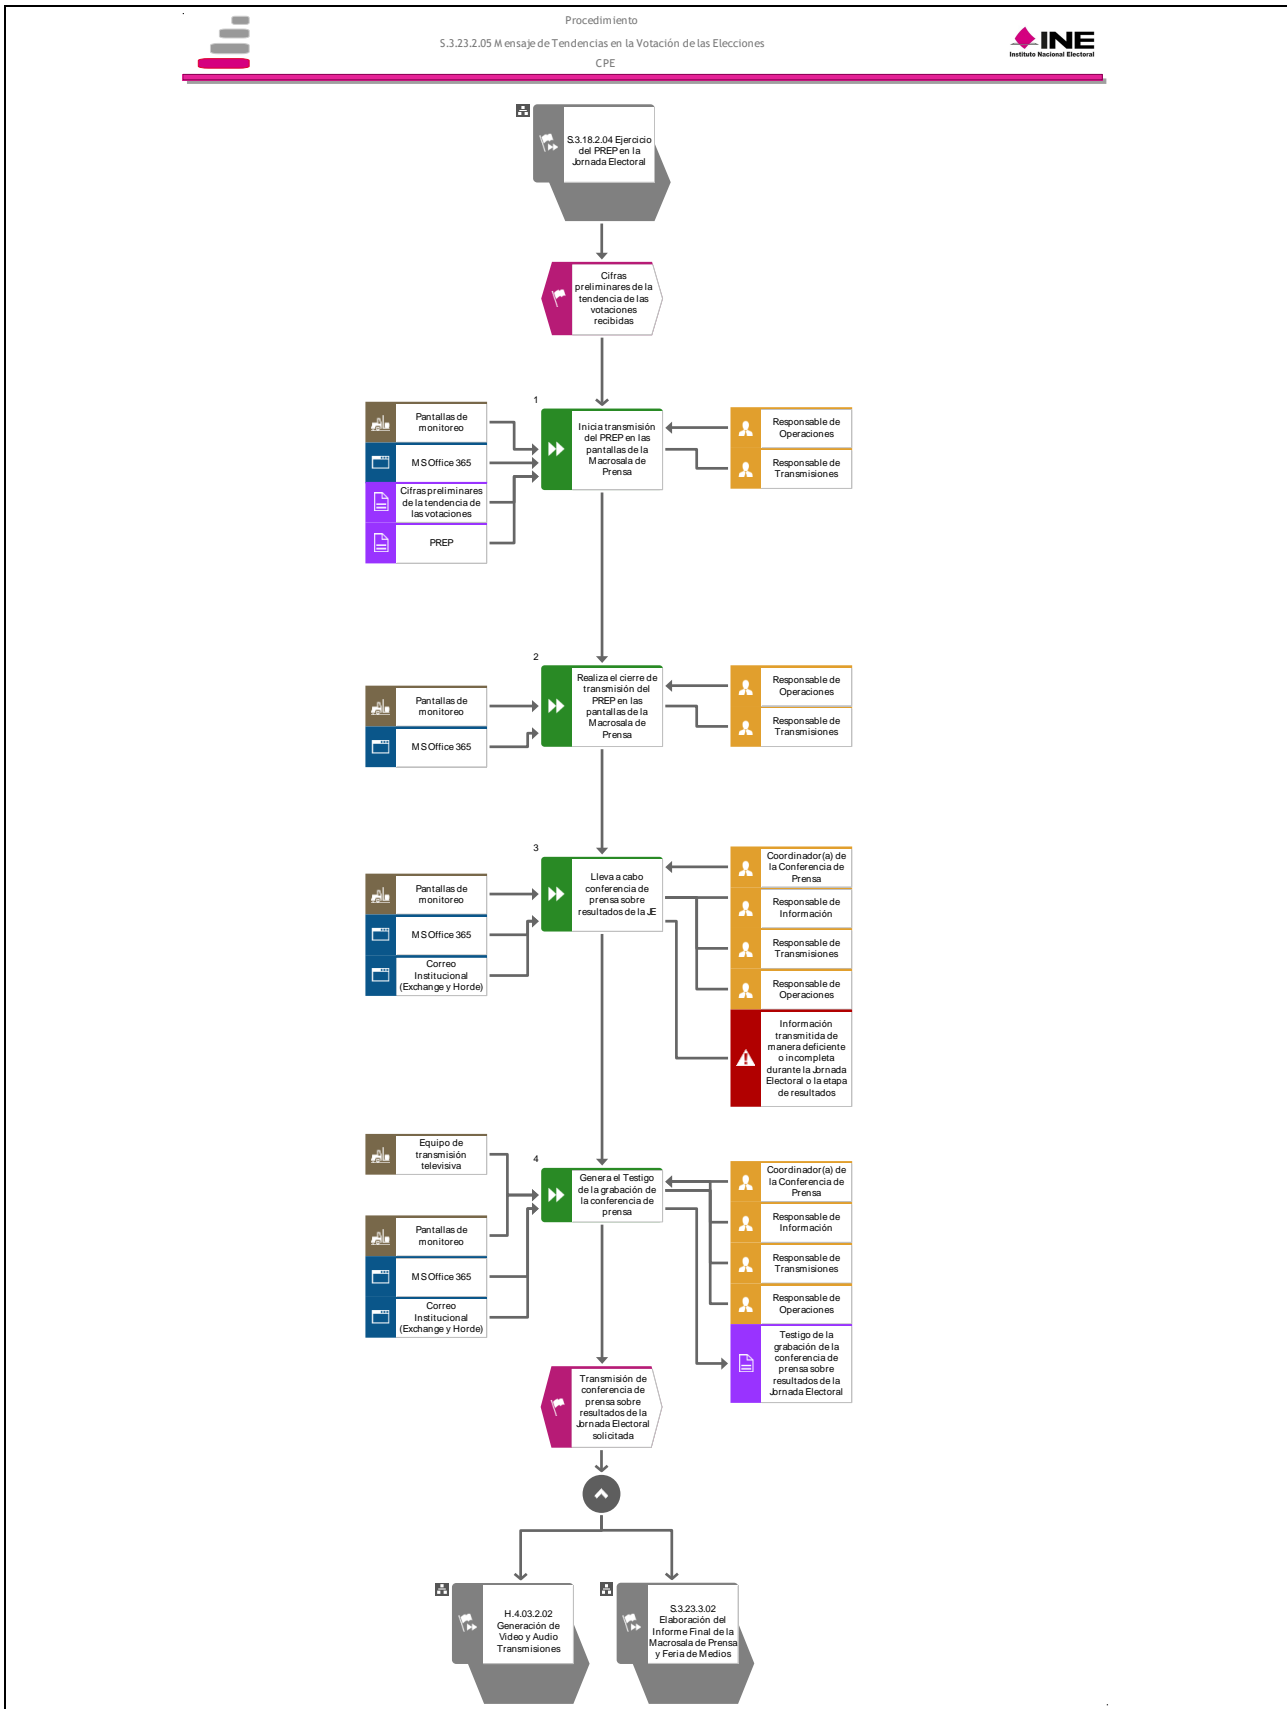 Procedimiento
S.3.23.2.05 Mensaje de Tendencias en la Votación de las Elecciones
CPE
INE
Instituto Nacional Electoral
S.3.18.2.04 Ejercicio
del PREP en la
Jornada Electoral
Cifras
preliminares de la
tendencia de las
votaciones
recibidas
1
Pantallas de
monitoreo
MS Office 365
Cifras preliminares
de la tendencia de
las votaciones
PREP
Inicia transmisión
del PREP en las
pantallas de la
Macrosala de
Prensa
Responsable de
Operaciones
Responsable de
Transmisiones
2
Pantallas de
monitoreo
MS Office 365
Realiza el cierre de
transmisión del
PREP en las
pantallas de la
Macrosala de
Prensa
Responsable de
Operaciones
Responsable de
Transmisiones
3
Pantallas de
monitoreo
MS Office 365
Correo
Institucional
(Exchange y Horde)
Lleva a cabo
conferencia de
prensa sobre
resultados de la JE
Coordinador(a) de
la Conferencia de
Prensa
Responsable de
Información
Responsable de
Transmisiones
Responsable de
Operaciones
Información
transmitida de
manera deficiente
o incompleta
durante la Jornada
Electoral o la etapa
de resultados
4
Equipo de
transmisión
televisiva
Pantallas de
monitoreo
MS Office 365
Correo
Institucional
(Exchange y Horde)
Genera el Testigo
de la grabación de
la conferencia de
prensa
Coordinador(a) de
la Conferencia de
Prensa
Responsable de
Información
Responsable de
Transmisiones
Responsable de
Operaciones
Testigo de la
grabación de la
conferencia de
prensa sobre
resultados de la
Jornada Electoral
Transmisión de
conferencia de
prensa sobre
resultados de la
Jornada Electoral
solicitada
H.4.03.2.02
Generación de
Video y Audio
Transmisiones
S.3.23.3.02
Elaboración del
Informe Final de la
Macrosala de Prensa
y Feria de Medios